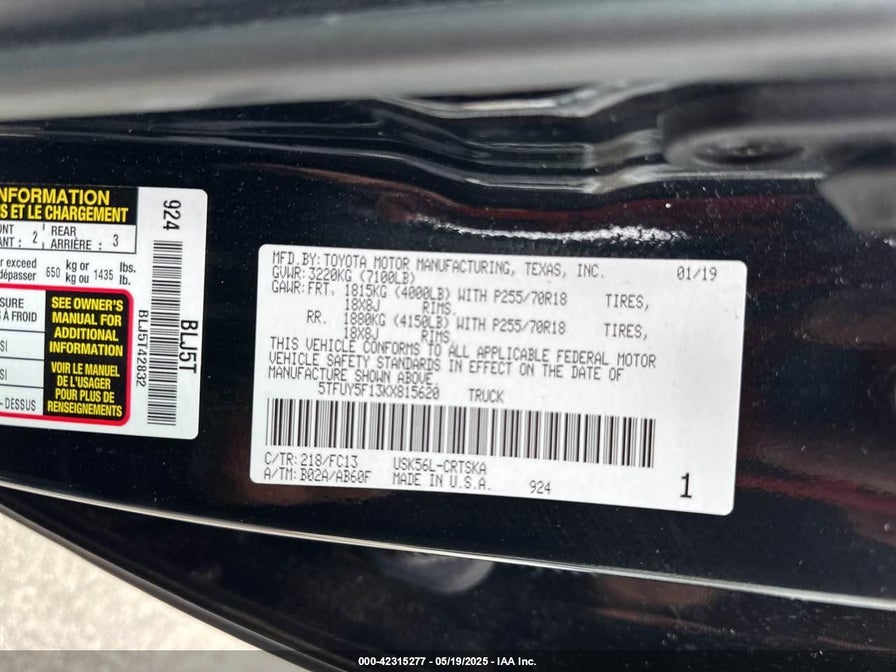 NFORMATION
S ET LE CHARGEMENT
ONT : 2 REAR
ANT : 2 ARRIÈRE : 3
er exceed
dépasser 650 kg or ou kg 1435 lbs. lb.
SURE
À FROID
SI
SI
- DESSUS
SEE OWNER'S
MANUAL FOR
ADDITIONAL
INFORMATION
VOIR LE MANUEL
DE L'USAGER
POUR PLUS DE
RENSEIGNEMENTS
BLJ5T42832
924
BLJ5T
MFD.BY: TOYOTA MOTOR MANUFACTURING, TEXAS, INC. 01/19
GVWR: 3220KG (7100LB)
GAWR: FRT. 1815KG (4000LB) WITH P255/70R18 TIRES,
18X8J RIMS.
RR. 1880KG (4150LB) WITH P255/70R18 TIRES,
18X8J RIMS.
THIS VEHICLE CONFORMS TO ALL APPLICABLE FEDERAL MOTOR
VEHICLE SAFETY STANDARDS IN EFFECT ON THE DATE OF
MANUFACTURE SHOWN ABOVE.
5TFUY5F13KX815620 TRUCK
C/TR: 218/FC13 USK56L-CRTSKA
A/TM: B02A/AB60F MADE IN U.S.A. 924 1
000-42315277 - 05/19/2025 - IAA Inc.